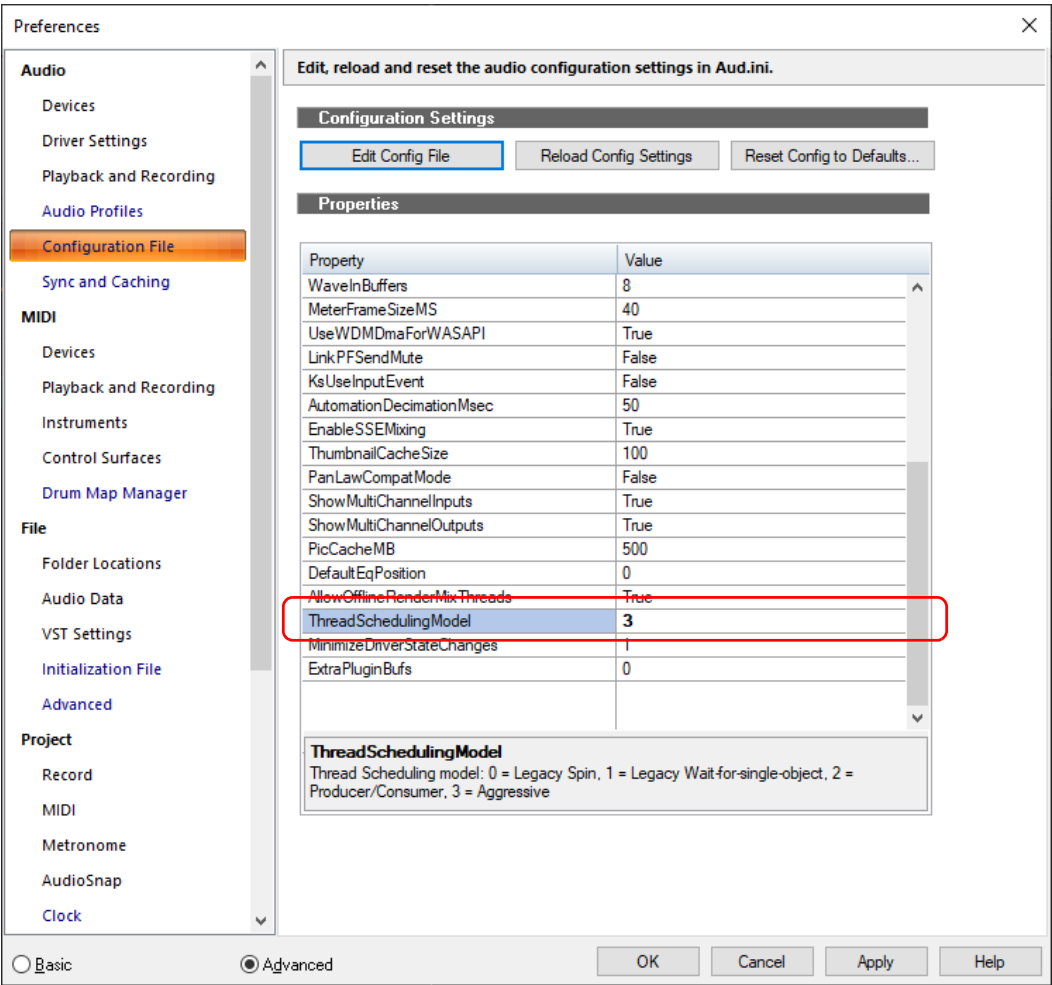 Preferences
Audio
Devices
Driver Settings
Playback and Recording
Audio Profiles
Configuration File
Sync and Caching
MIDI
Devices
Playback and Recording
Instruments
Control Surfaces
Drum Map Manager
File
Folder Locations
Audio Data
VST Settings
Initialization File
Advanced
Project
Record
MIDI
Metronome
AudioSnap
Clock
Edit, reload and reset the audio configuration settings in Aud.ini.
Configuration Settings
Edit Config File Reload Config Settings Reset Config to Defaults...
Properties
Property Value
WaveInBuffers 8
MeterFrameSizeMS 40
UseWDMDmaForWASAPI True
LinkPFSendMute False
KsUseInputEvent False
AutomationDecimationMsec 50
EnableSSEMixing True
ThumbnailCacheSize 100
PanLawCompatMode False
ShowMultiChannelInputs True
ShowMultiChannelOutputs True
PicCacheMB 500
DefaultEqPosition 0
AllowOfflineRenderMixThreads True
ThreadSchedulingModel 3
MinimizeDriverStateChanges 1
ExtraPluginBufs 0
ThreadSchedulingModel
Thread Scheduling model: 0 = Legacy Spin, 1 = Legacy Wait-for-single-object, 2 =
Producer/Consumer, 3 = Aggressive
Basic Advanced OK Cancel Apply Help